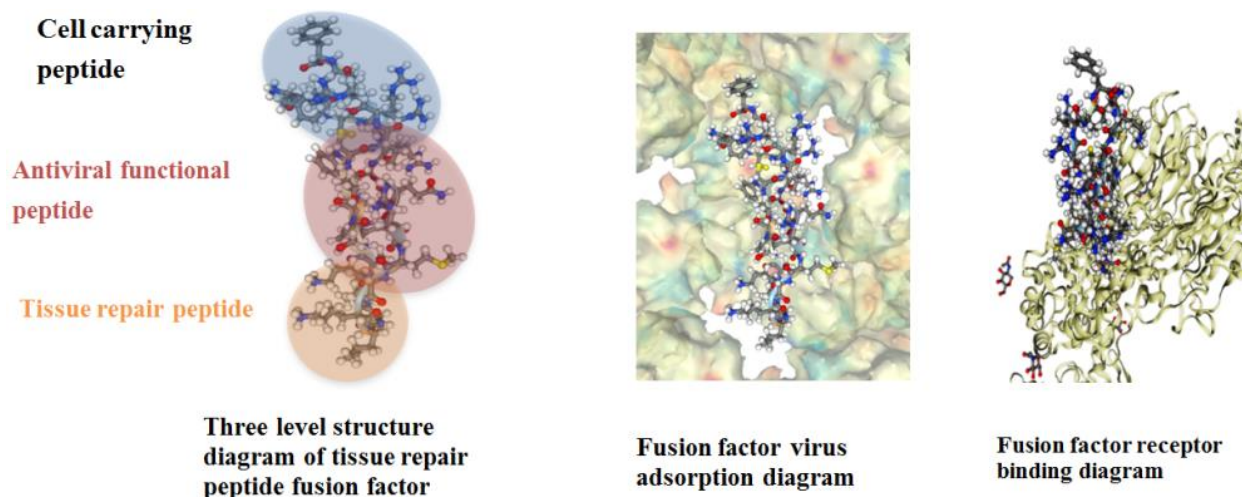 Cell carrying
peptide
Antiviral functional
peptide
Tissue repair peptide
Three level structure
diagram of tissue repair
peptide fusion factor
Fusion factor virus
adsorption diagram
Fusion factor receptor
binding diagram